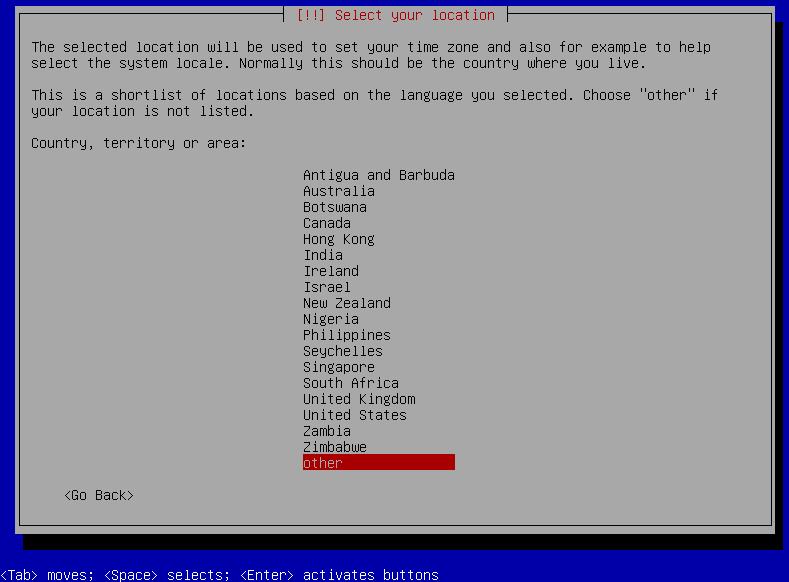 [!!] Select your location
The selected location will be used to set your time zone and also for example to help
select the system locale. Normally this should be the country where you live.
This is a shortlist of locations based on the language you selected. Choose "other" if
your location is not listed.
Country, territory or area:
Antigua and Barbuda
Australia
Botswana
Canada
Hong Kong
India
Ireland
Israel
New Zealand
Nigeria
Philippines
Seychelles
Singapore
South Africa
United Kingdom
United States
Zambia
Zimbabwe
other
<Go Back>
<Tab> moves; <Space> selects; <Enter> activates buttons